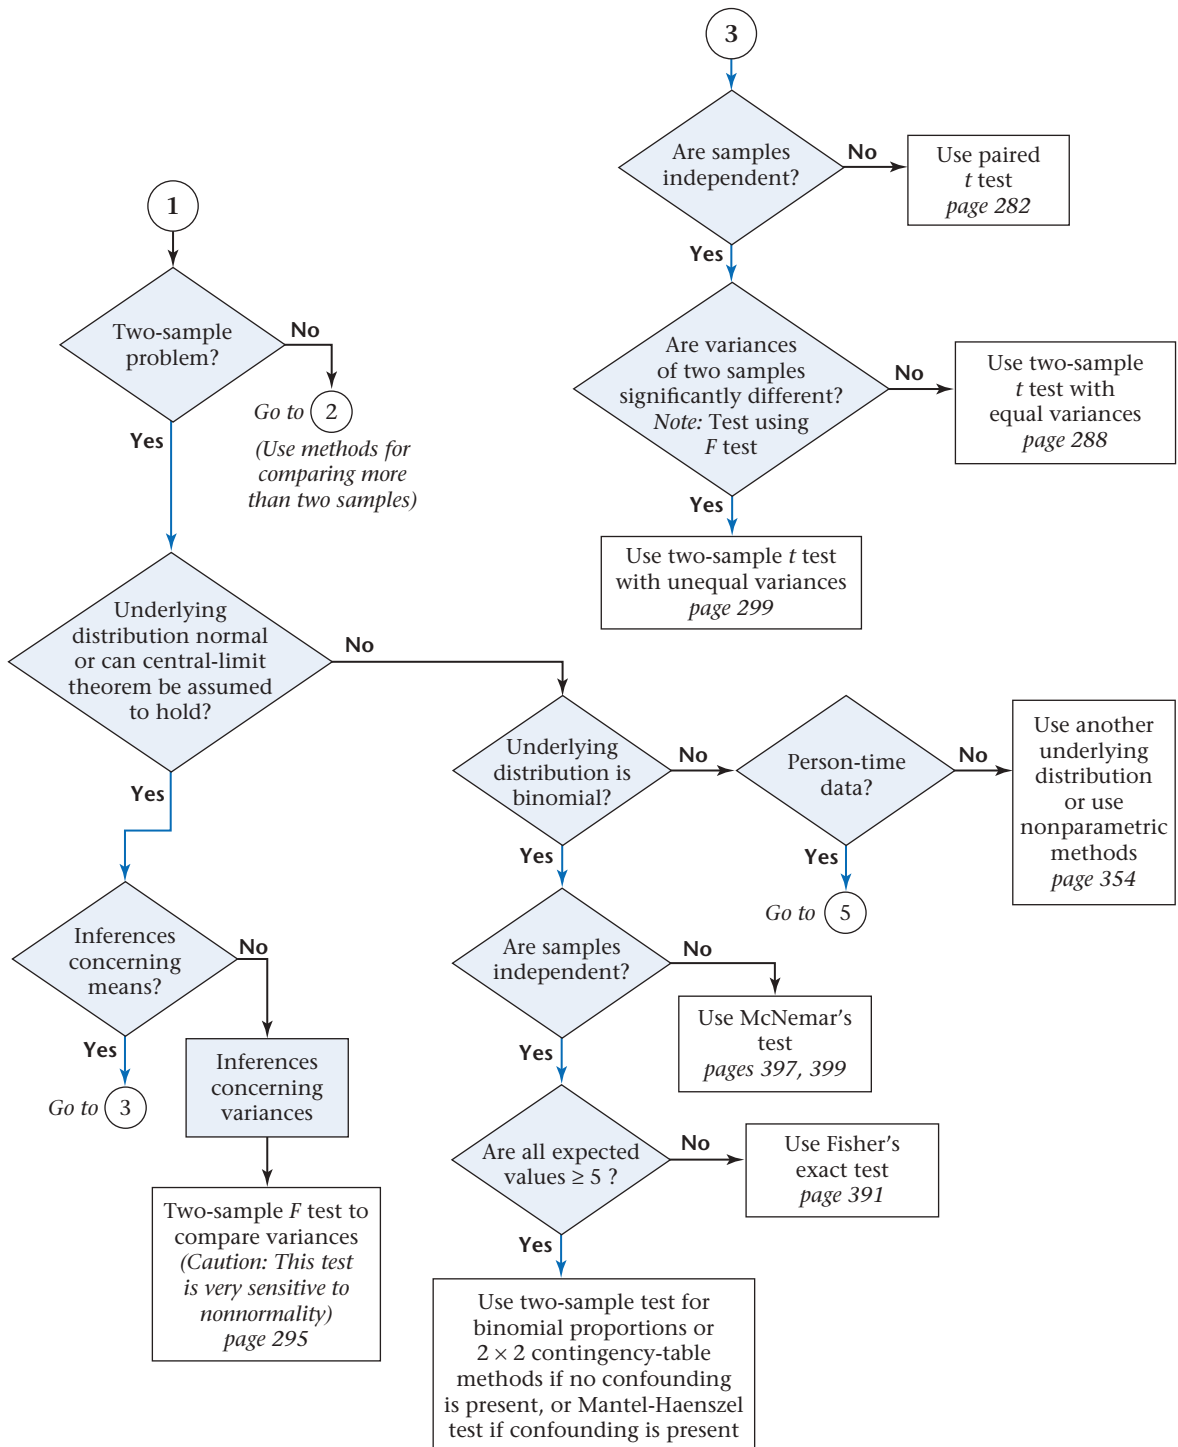 1
Two-sample
problem?
No
Go to 2
(Use methods for
comparing more
than two samples)
Yes
Underlying
distribution normal
or can central-limit
theorem be assumed
to hold?
No
Yes
Inferences
concerning
means?
No
Yes
Go to 3
Inferences
concerning
variances
Two-sample F test to
compare variances
(Caution: This test
is very sensitive to
nonnormality)
page 295
Underlying
distribution is
binomial?
No
Person-time
data?
No
Use another
underlying
distribution
or use
nonparametric
methods
page 354
Yes
Go to 5
Yes
Are samples
independent?
No
Use McNemar’s
test
pages 397, 399
Yes
Are all expected
values ≥ 5 ?
No
Use Fisher’s
exact test
page 391
Yes
Use two-sample test for
binomial proportions or
2 × 2 contingency-table
methods if no confounding
is present, or Mantel-Haenszel
test if confounding is present
3
Are samples
independent?
No
Use paired
t test
page 282
Yes
Are variances
of two samples
significantly different?
Note: Test using
F test
No
Use two-sample
t test with
equal variances
page 288
Yes
Use two-sample t test
with unequal variances
page 299